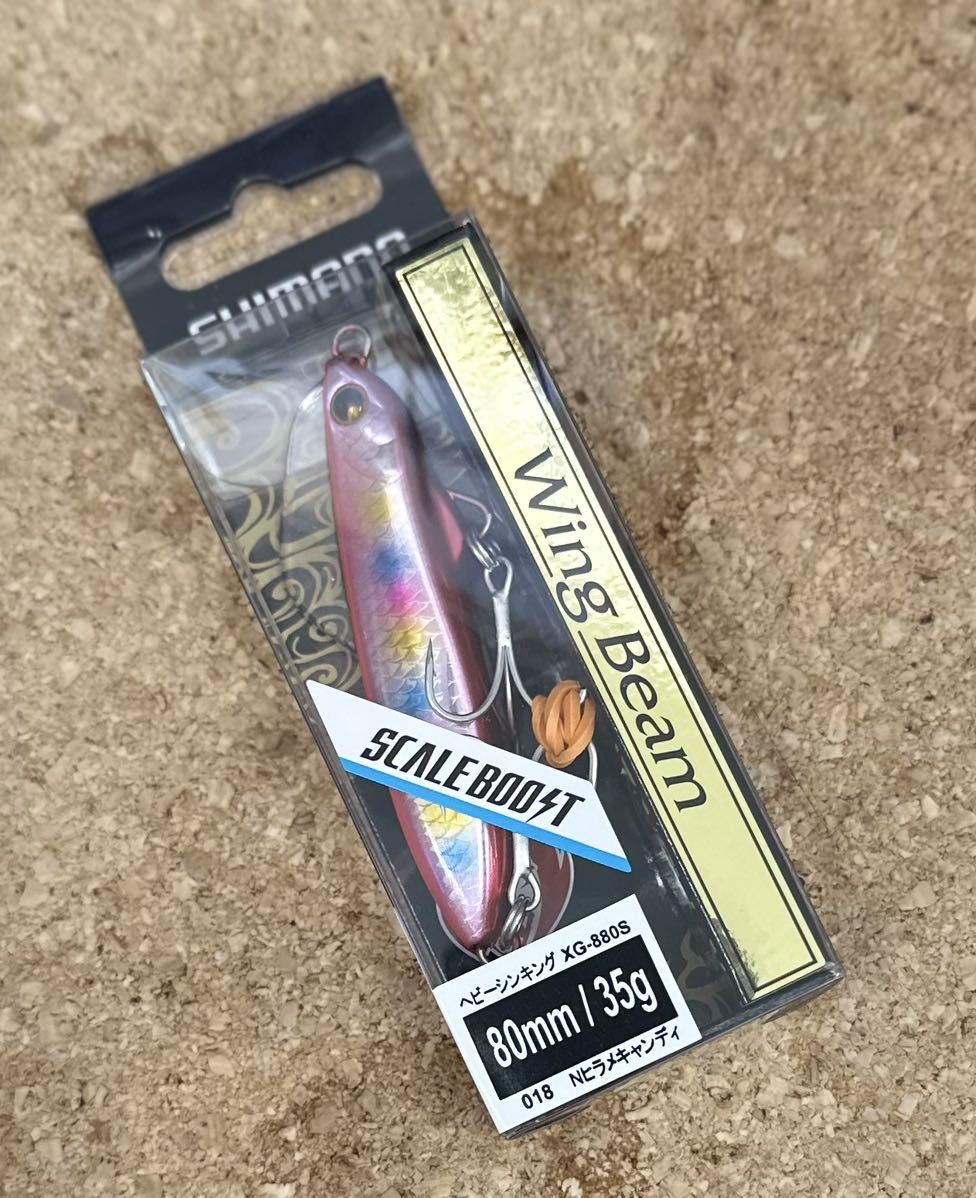 SHIMANO
Wing Beam
SCALE BOOST
ヘビーシンキング XG-880S
80mm / 35g
018 Nヒラメキャンディ